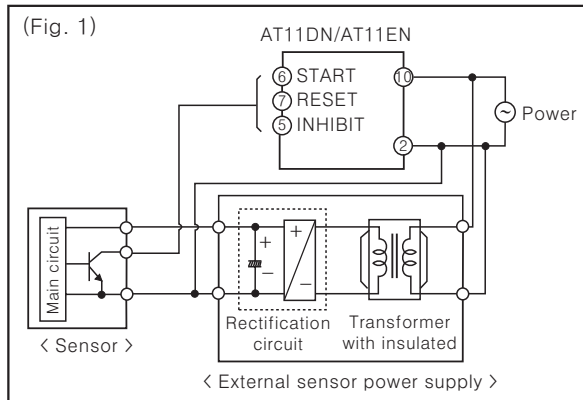 (Fig. 1)
AT11DN/AT11EN
6 START
10
7 RESET
5 INHIBIT
2
~ Power
Main circuit
+ +
− −
Rectification
circuit
Transformer
with insulated
< Sensor >
< External sensor power supply >